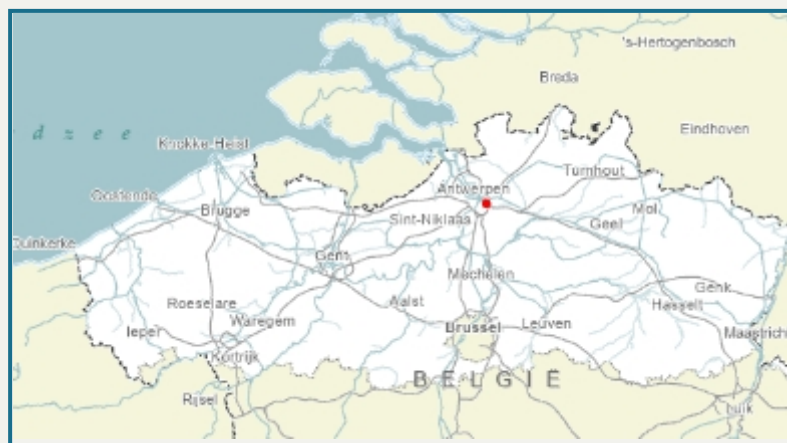 's-Hertogenbosch
Breda
d z e e
Eindhoven
Knokke-Heist
Turnhout
Antwerpen
Oostende
Brugge
Mol
Sint-Niklaas
Geel
Duinkerke
Gent
Mechelen
Genk
Aalst
Roeselare
Hasselt
Waregem
Brussel
Leuven
Ieper
Maastrich
Kortrijk
BELGIË
Rijsel
Luik